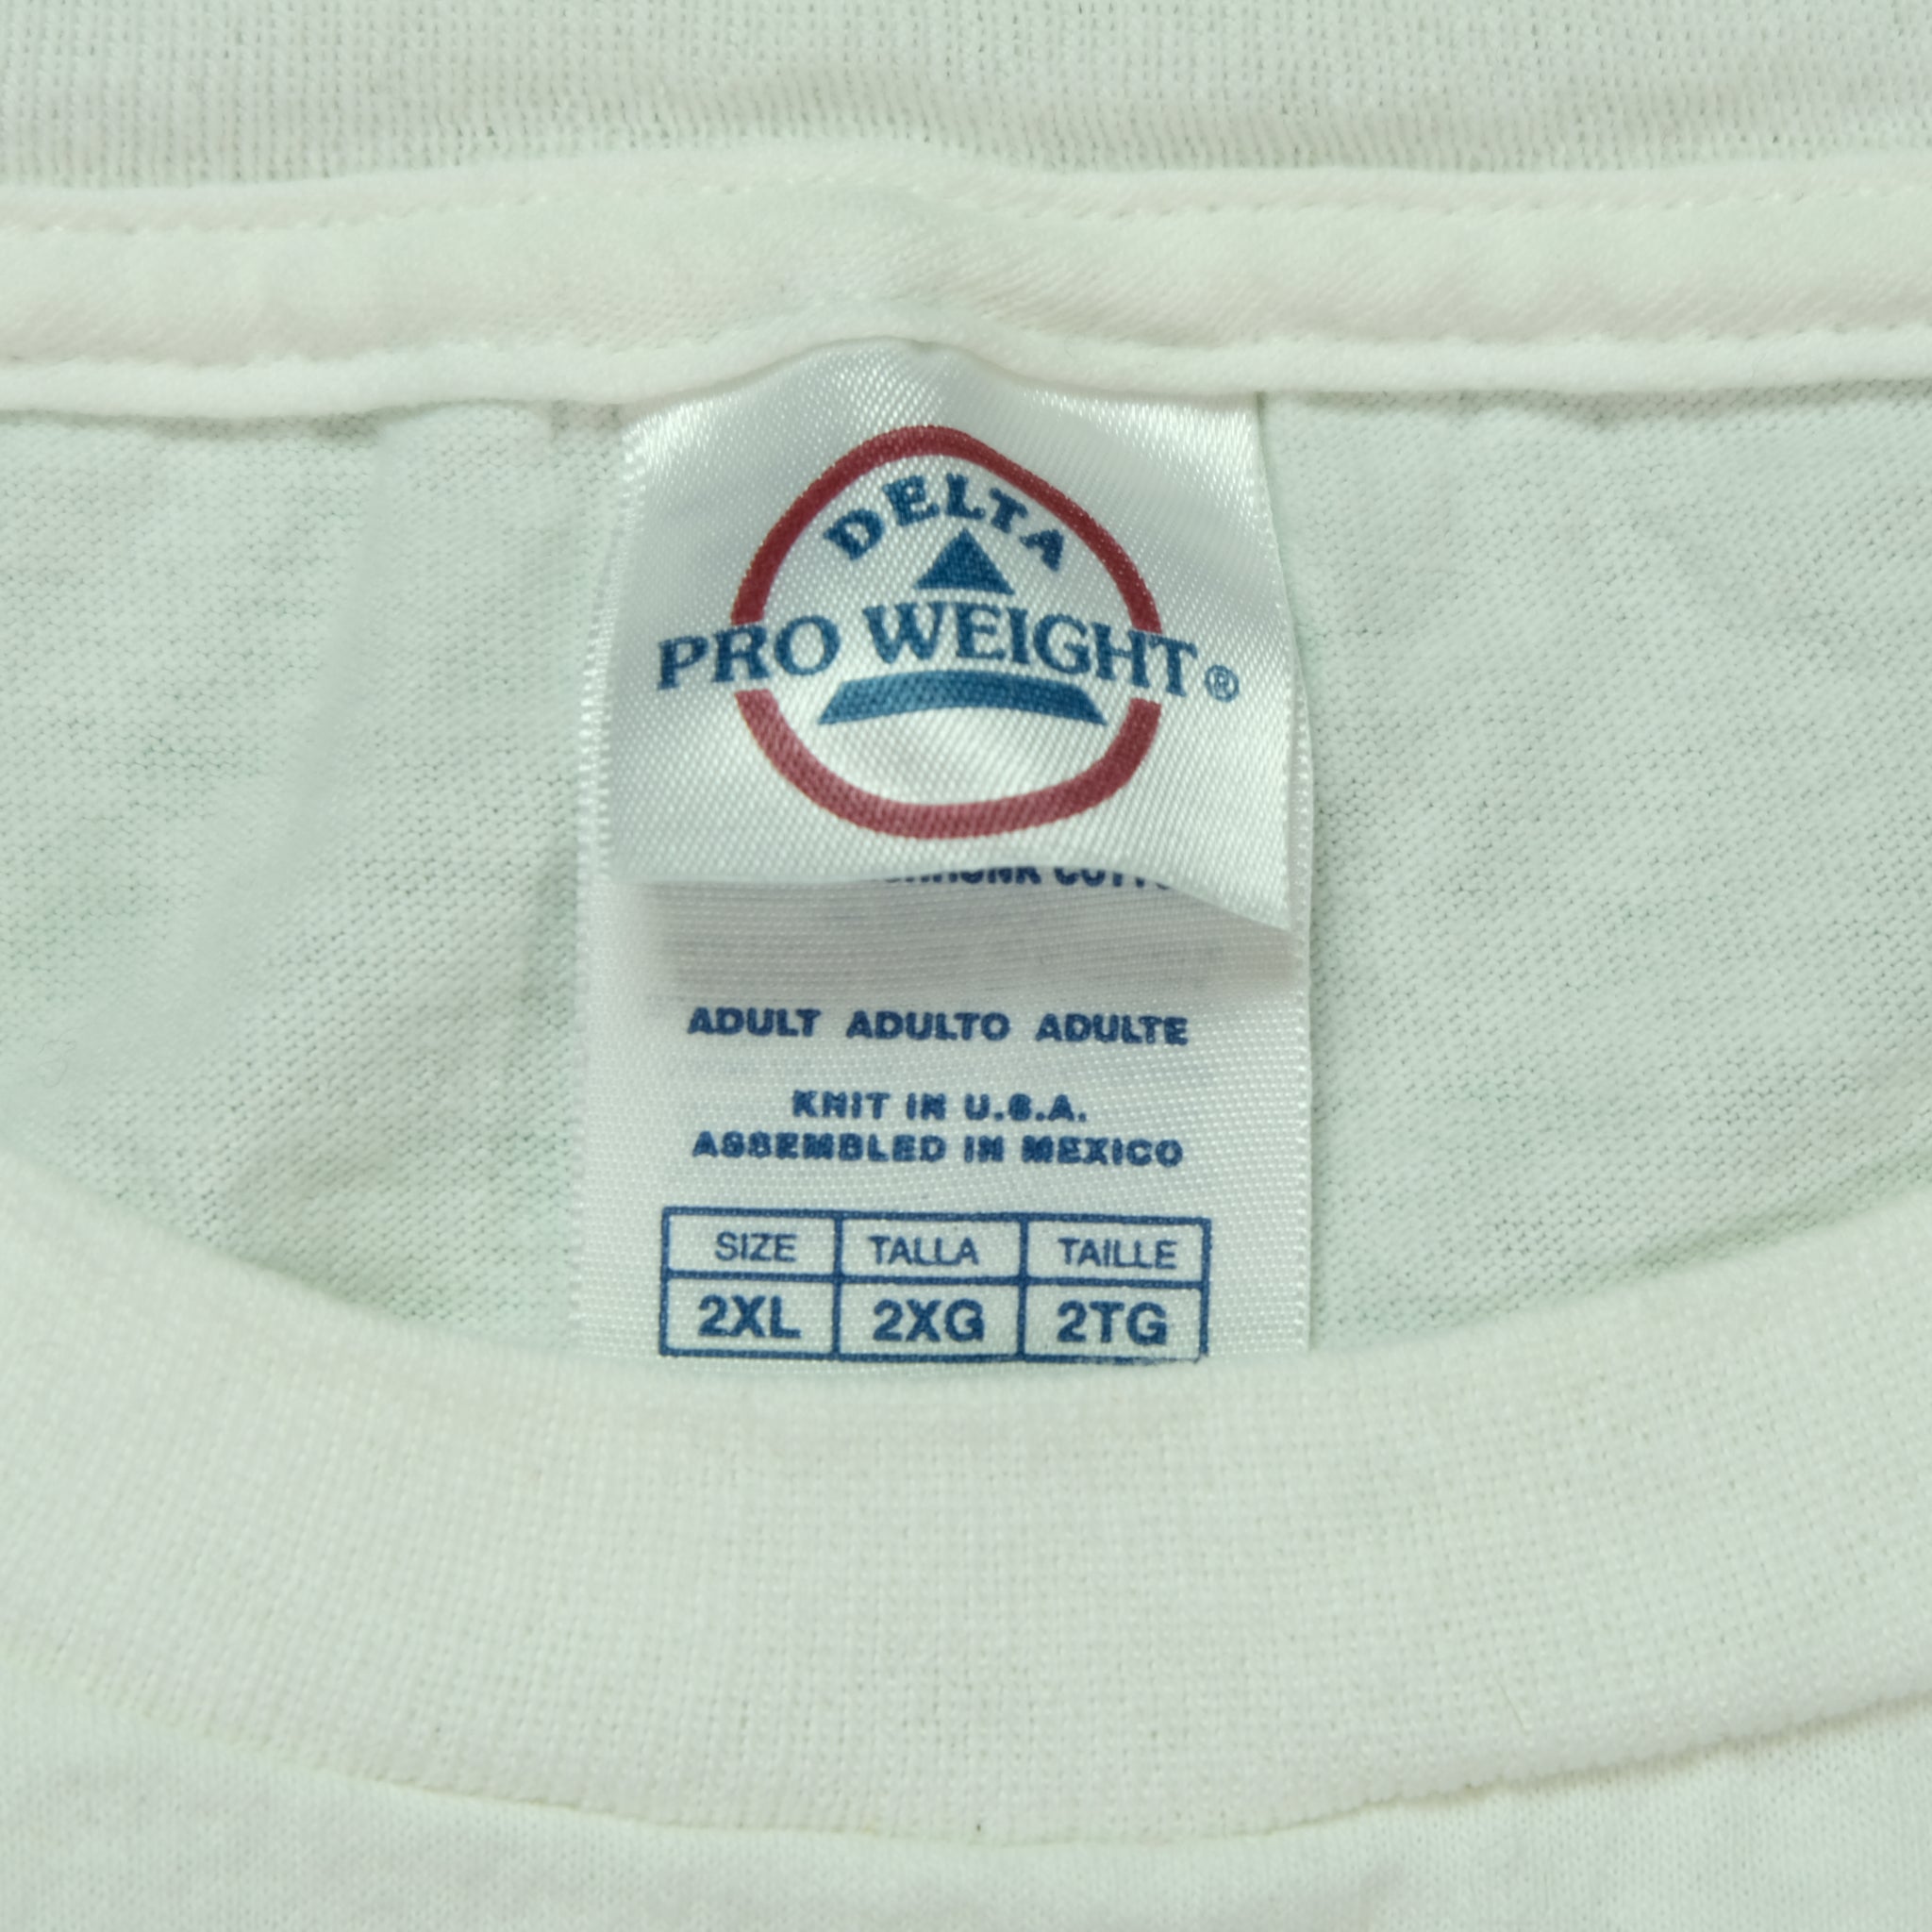 DELTA
PRO WEIGHT®
ADULT ADULTO ADULTE
KNIT IN U.S.A.
ASSEMBLED IN MEXICO
SIZE TALLA TAILLE
2XL 2XG 2TG